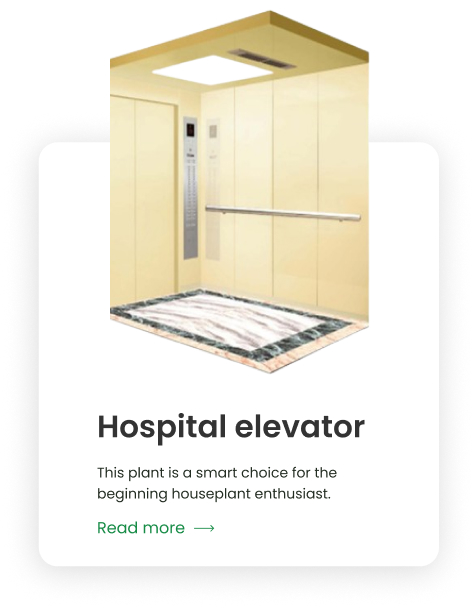 Hospital elevator
This plant is a smart choice for the
beginning houseplant enthusiast.
Read more